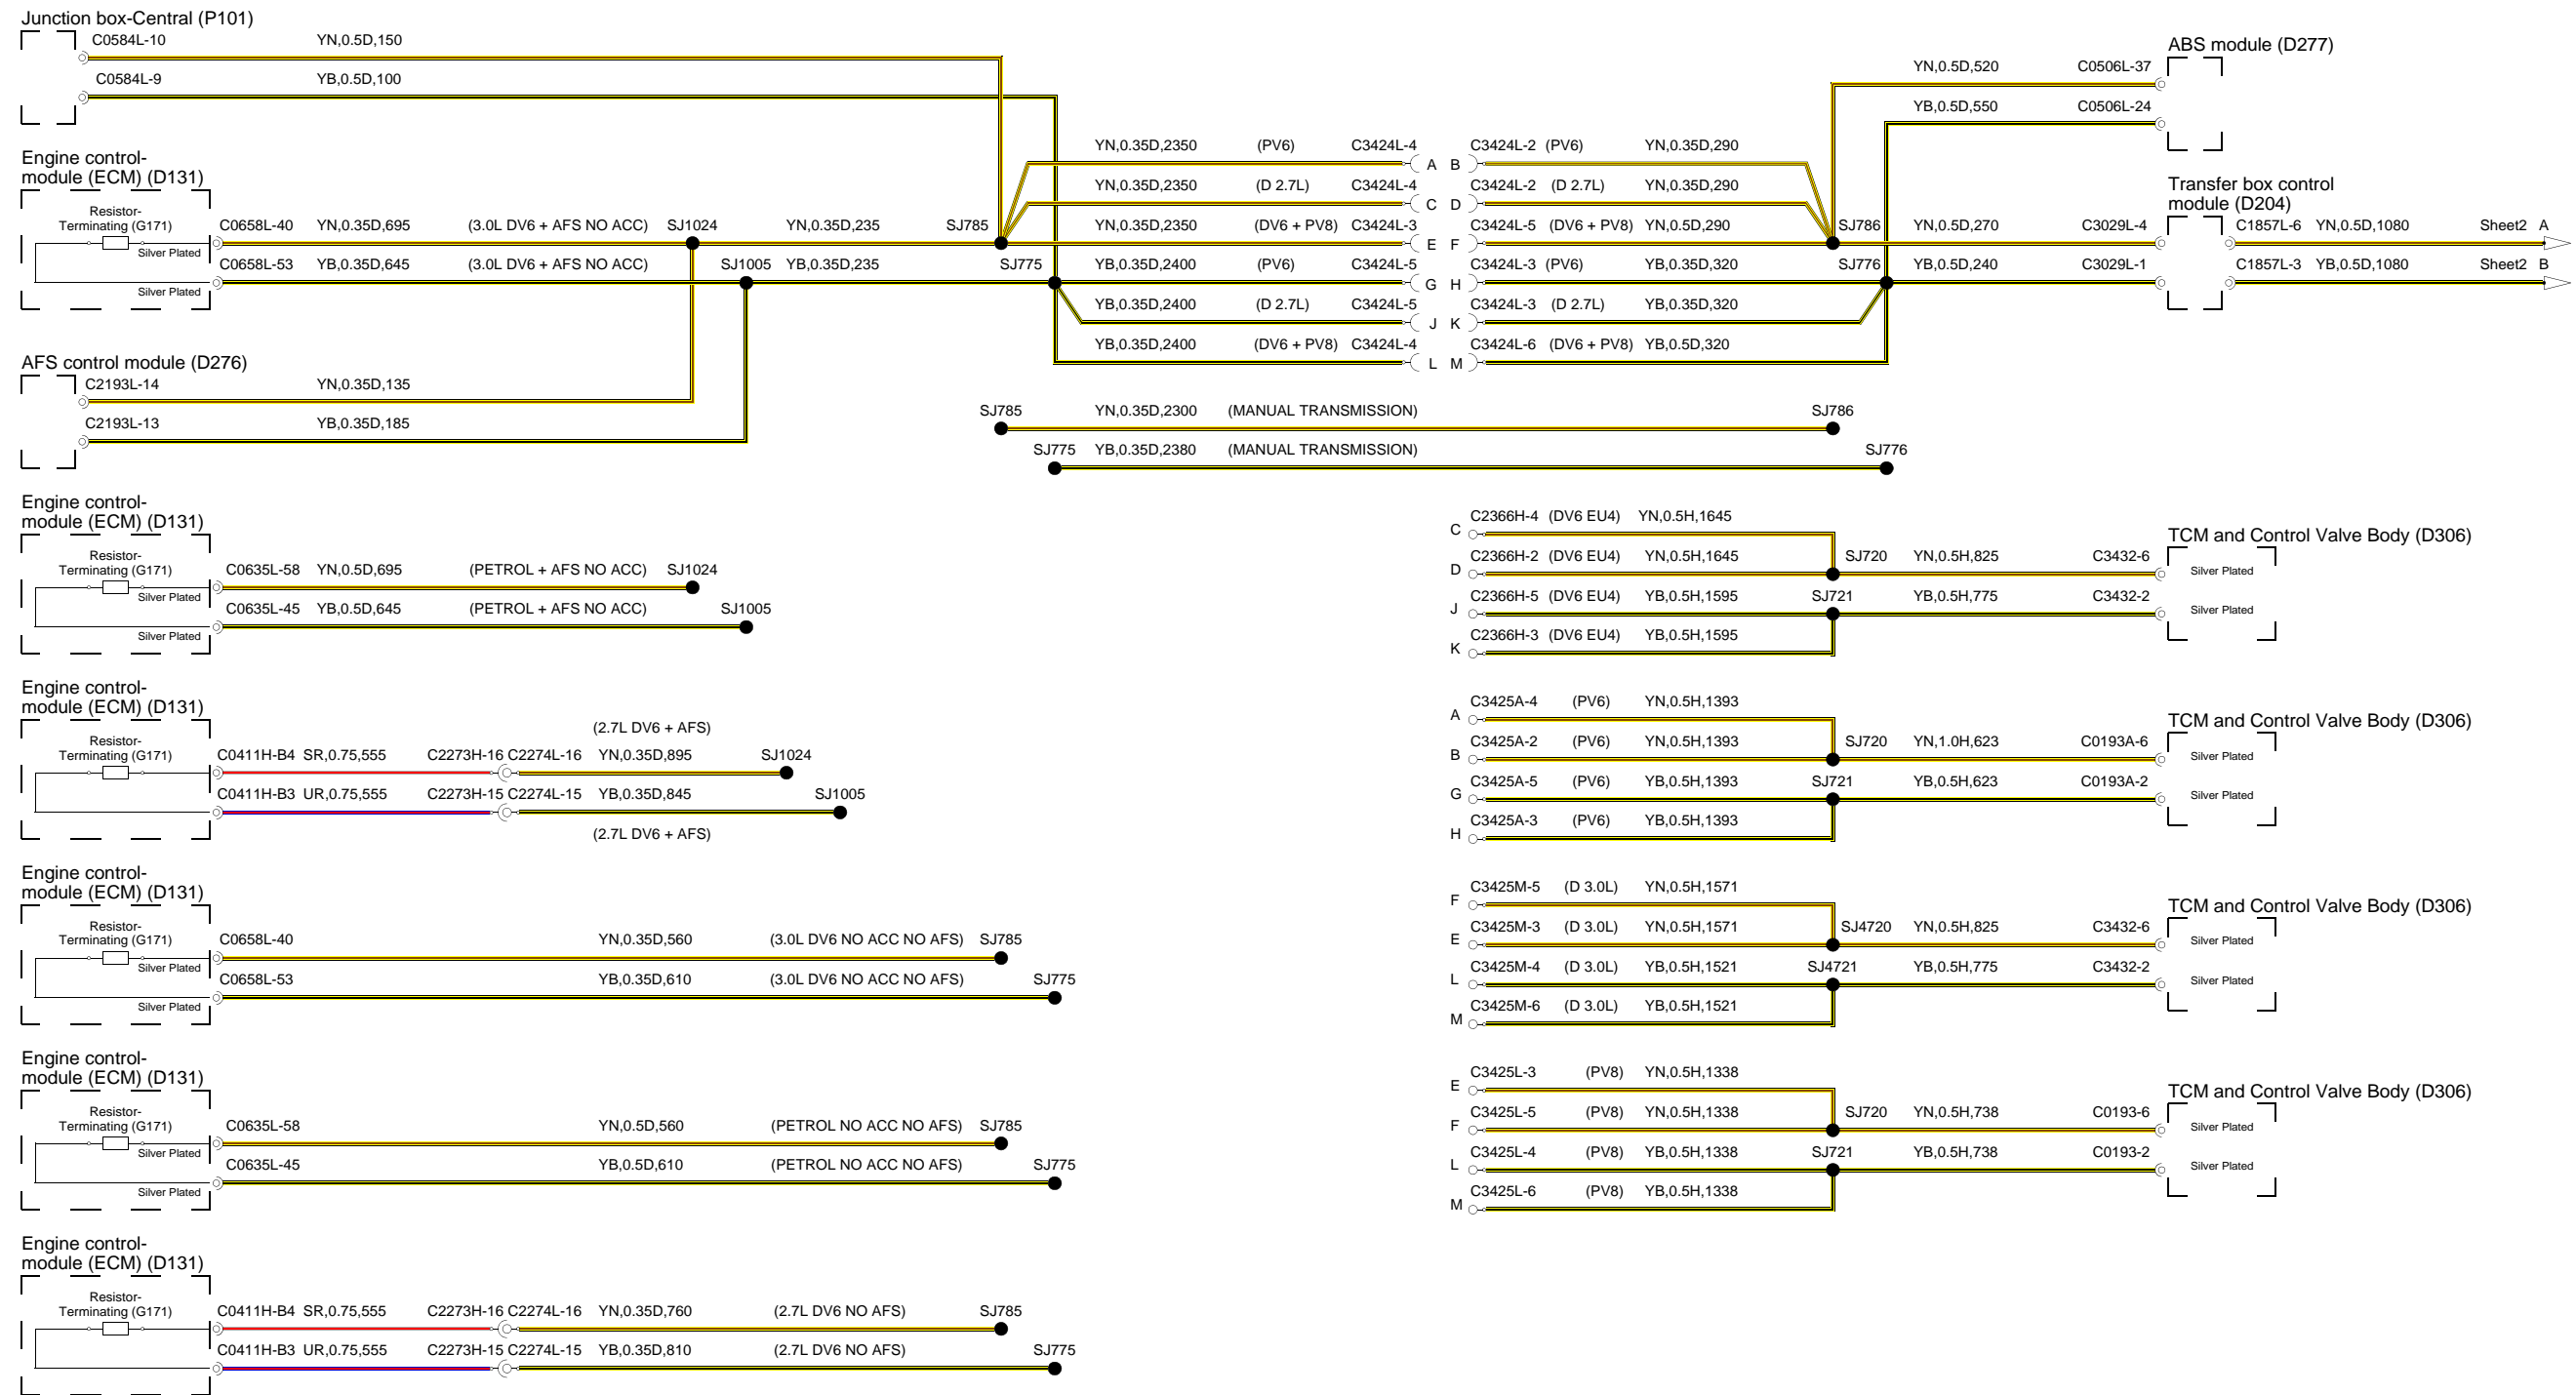 Junction box-Central (P101)
C0584L-10 YN,0.5D,150
C0584L-9 YB,0.5D,100
ABS module (D277)
YN,0.5D,520 C0506L-37
YB,0.5D,550 C0506L-24
Engine control-
module (ECM) (D131)
Resistor-
Terminating (G171)
Silver Plated
Silver Plated
C0658L-40 YN,0.35D,695 (3.0L DV6 + AFS NO ACC) SJ1024 YN,0.35D,235 SJ785
C0658L-53 YB,0.35D,645 (3.0L DV6 + AFS NO ACC) SJ1005 YB,0.35D,235 SJ775
YN,0.35D,2350 (PV6) C3424L-4 A B C3424L-2 (PV6) YN,0.35D,290
YN,0.35D,2350 (D 2.7L) C3424L-4 C D C3424L-2 (D 2.7L) YN,0.35D,290
YN,0.35D,2350 (DV6 + PV8) C3424L-3 E F C3424L-5 (DV6 + PV8) YN,0.5D,290 SJ786 YN,0.5D,270 C3029L-4
YB,0.35D,2400 (PV6) C3424L-5 G H C3424L-3 (PV6) YB,0.35D,320 SJ776 YB,0.5D,240 C3029L-1
YB,0.35D,2400 (D 2.7L) C3424L-5 J K C3424L-3 (D 2.7L) YB,0.35D,320
YB,0.35D,2400 (DV6 + PV8) C3424L-4 L M C3424L-6 (DV6 + PV8) YB,0.5D,320
Transfer box control
module (D204)
C1857L-6 YN,0.5D,1080 Sheet2 A
C1857L-3 YB,0.5D,1080 Sheet2 B
AFS control module (D276)
C2193L-14 YN,0.35D,135
C2193L-13 YB,0.35D,185
SJ785 YN,0.35D,2300 (MANUAL TRANSMISSION) SJ786
SJ775 YB,0.35D,2380 (MANUAL TRANSMISSION) SJ776
Engine control-
module (ECM) (D131)
Resistor-
Terminating (G171)
Silver Plated
Silver Plated
C0635L-58 YN,0.5D,695 (PETROL + AFS NO ACC) SJ1024
C0635L-45 YB,0.5D,645 (PETROL + AFS NO ACC) SJ1005
C C2366H-4 (DV6 EU4) YN,0.5H,1645
D C2366H-2 (DV6 EU4) YN,0.5H,1645 SJ720 YN,0.5H,825 C3432-6
J C2366H-5 (DV6 EU4) YB,0.5H,1595 SJ721 YB,0.5H,775 C3432-2
K C2366H-3 (DV6 EU4) YB,0.5H,1595
TCM and Control Valve Body (D306)
Silver Plated
Silver Plated
Engine control-
module (ECM) (D131)
Resistor-
Terminating (G171)
Silver Plated
Silver Plated
(2.7L DV6 + AFS)
C0411H-B4 SR,0.75,555 C2273H-16 C2274L-16 YN,0.35D,895 SJ1024
C0411H-B3 UR,0.75,555 C2273H-15 C2274L-15 YB,0.35D,845 SJ1005
(2.7L DV6 + AFS)
A C3425A-4 (PV6) YN,0.5H,1393
B C3425A-2 (PV6) YN,0.5H,1393 SJ720 YN,1.0H,623 C0193A-6
G C3425A-5 (PV6) YB,0.5H,1393 SJ721 YB,0.5H,623 C0193A-2
H C3425A-3 (PV6) YB,0.5H,1393
TCM and Control Valve Body (D306)
Silver Plated
Silver Plated
Engine control-
module (ECM) (D131)
Resistor-
Terminating (G171)
Silver Plated
Silver Plated
C0658L-40 YN,0.35D,560 (3.0L DV6 NO ACC NO AFS) SJ785
C0658L-53 YB,0.35D,610 (3.0L DV6 NO ACC NO AFS) SJ775
F C3425M-5 (D 3.0L) YN,0.5H,1571
E C3425M-3 (D 3.0L) YN,0.5H,1571 SJ4720 YN,0.5H,825 C3432-6
L C3425M-4 (D 3.0L) YB,0.5H,1521 SJ4721 YB,0.5H,775 C3432-2
M C3425M-6 (D 3.0L) YB,0.5H,1521
TCM and Control Valve Body (D306)
Silver Plated
Silver Plated
Engine control-
module (ECM) (D131)
Resistor-
Terminating (G171)
Silver Plated
Silver Plated
C0635L-58 YN,0.5D,560 (PETROL NO ACC NO AFS) SJ785
C0635L-45 YB,0.5D,610 (PETROL NO ACC NO AFS) SJ775
E C3425L-3 (PV8) YN,0.5H,1338
F C3425L-5 (PV8) YN,0.5H,1338 SJ720 YN,0.5H,738 C0193-6
L C3425L-4 (PV8) YB,0.5H,1338 SJ721 YB,0.5H,738 C0193-2
M C3425L-6 (PV8) YB,0.5H,1338
TCM and Control Valve Body (D306)
Silver Plated
Silver Plated
Engine control-
module (ECM) (D131)
Resistor-
Terminating (G171)
C0411H-B4 SR,0.75,555 C2273H-16 C2274L-16 YN,0.35D,760 (2.7L DV6 NO AFS) SJ785
C0411H-B3 UR,0.75,555 C2273H-15 C2274L-15 YB,0.35D,810 (2.7L DV6 NO AFS) SJ775